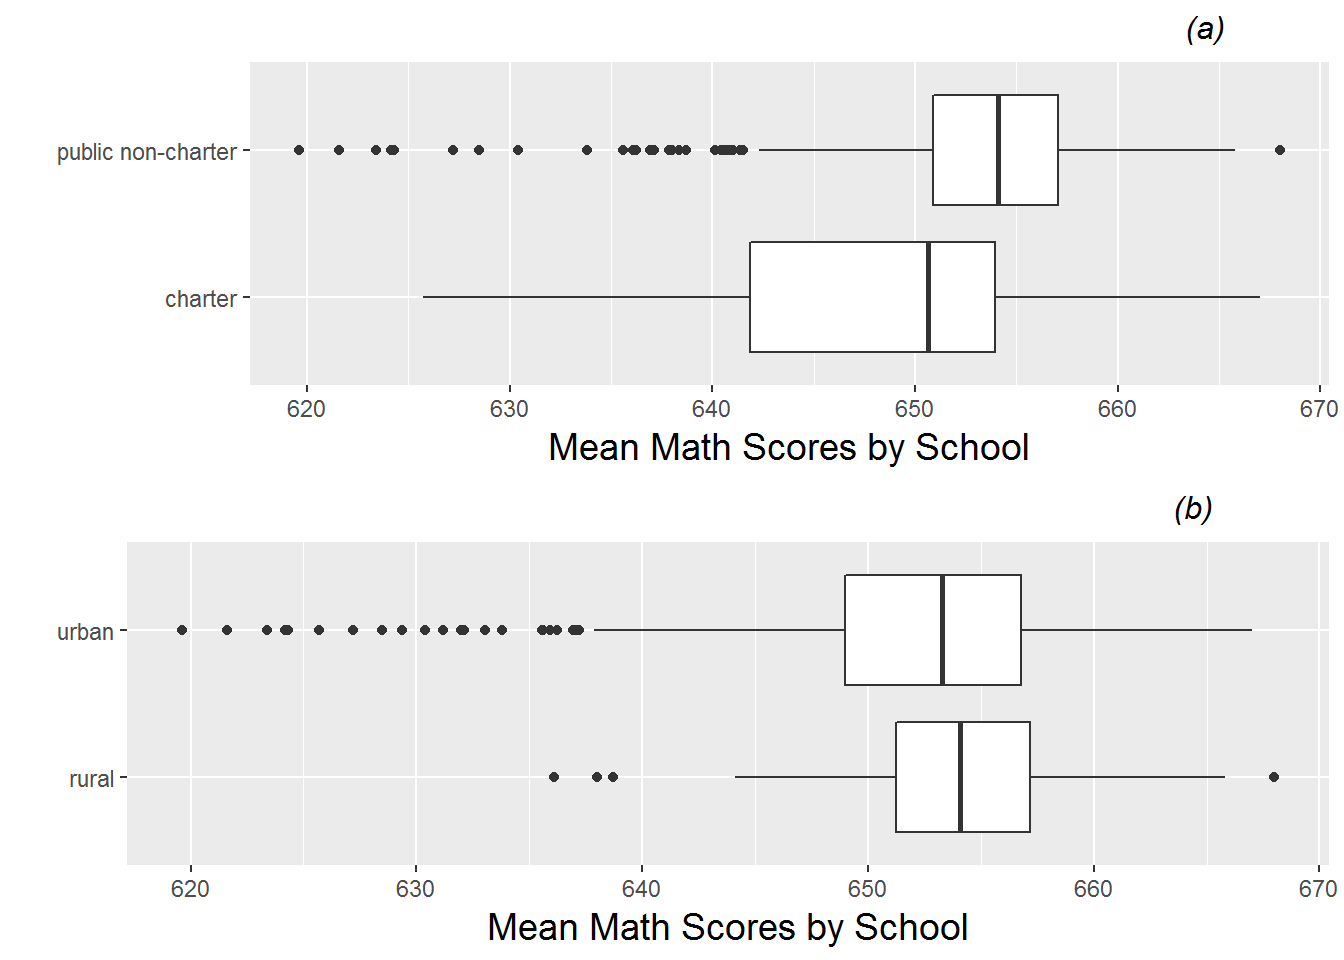 (a)
public non-charter
charter
620 630 640 650 660 670
Mean Math Scores by School
(b)
urban
rural
620 630 640 650 660 670
Mean Math Scores by School